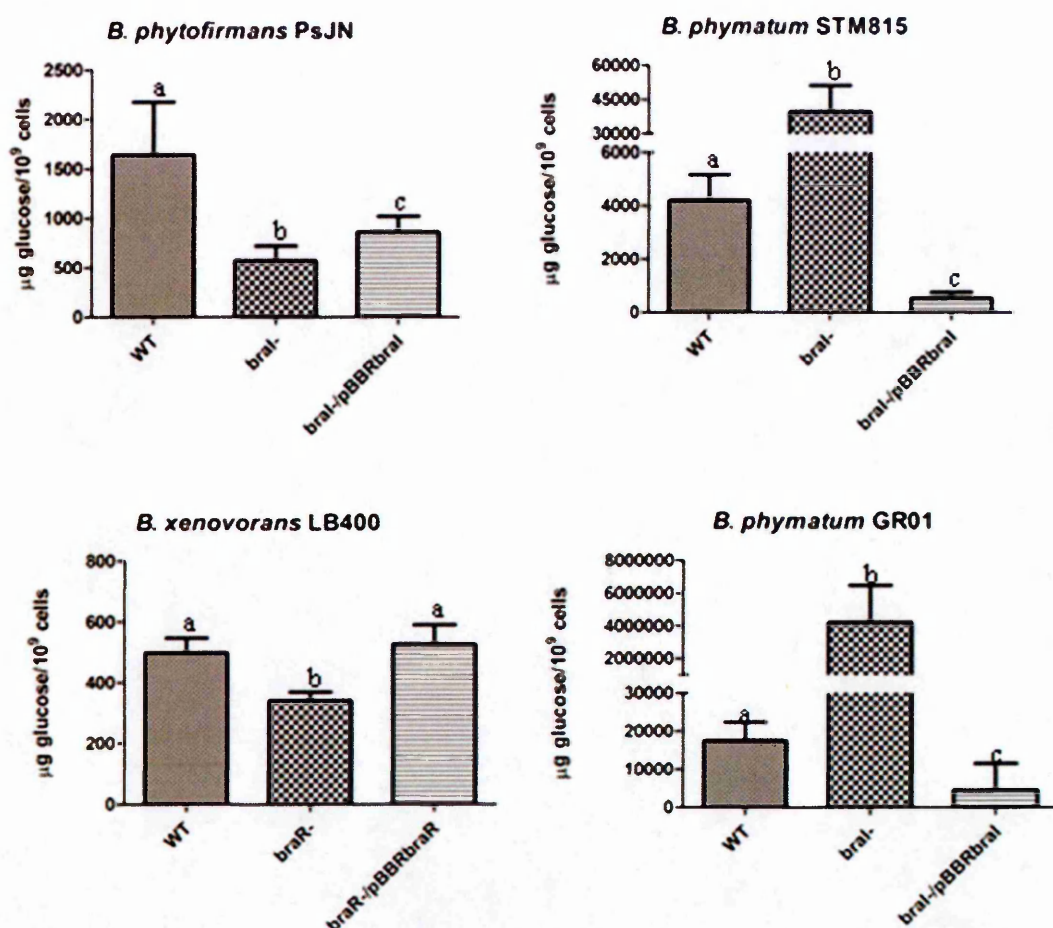 B. phytofirmans PsJN
µg glucose/10⁹ cells
2500
2000
1500
1000
500
0
a
b
c
WT
braI-
braI-/pBBRbraI
B. phymatum STM815
µg glucose/10⁹ cells
60000
45000
30000
6000
4000
2000
0
a
b
c
WT
braI-
braI-/pBBRbraI
B. xenovorans LB400
µg glucose/10⁹ cells
800
600
400
200
0
a
b
a
WT
braR-
braR-/pBBRbraR
B. phymatum GR01
µg glucose/10⁹ cells
8000000
6000000
4000000
2000000
30000
20000
10000
0
a
b
c
WT
braI-
braI-/pBBRbraI